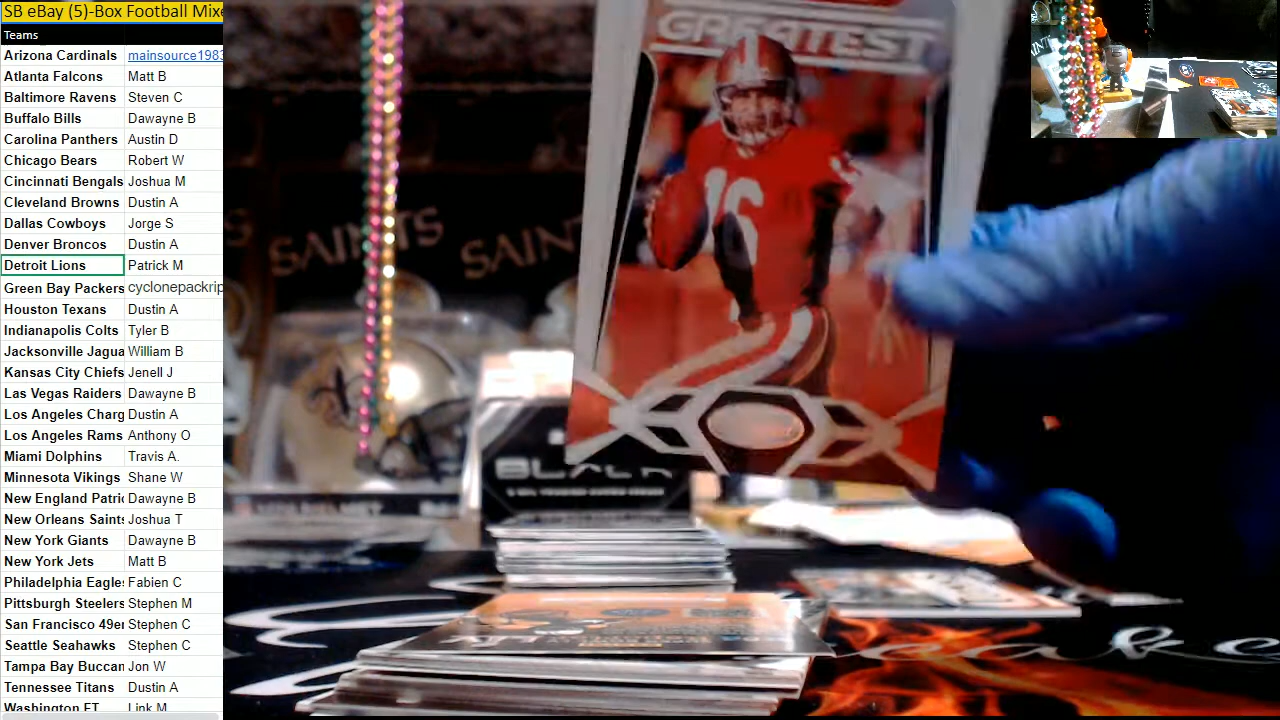 SB eBay (5)-Box Football Mixe
Teams
Arizona Cardinals mainsource1983
Atlanta Falcons Matt B
Baltimore Ravens Steven C
Buffalo Bills Dawayne B
Carolina Panthers Austin D
Chicago Bears Robert W
Cincinnati Bengals Joshua M
Cleveland Browns Dustin A
Dallas Cowboys Jorge S
Denver Broncos Dustin A
Detroit Lions Patrick M
Green Bay Packers cyclonepackrip
Houston Texans Dustin A
Indianapolis Colts Tyler B
Jacksonville Jagua William B
Kansas City Chiefs Jenell J
Las Vegas Raiders Dawayne B
Los Angeles Charg Dustin A
Los Angeles Rams Anthony O
Miami Dolphins Travis A.
Minnesota Vikings Shane W
New England Patric Dawayne B
New Orleans Saints Joshua T
New York Giants Dawayne B
New York Jets Matt B
Philadelphia Eagle Fabien C
Pittsburgh Steelers Stephen M
San Francisco 49er Stephen C
Seattle Seahawks Stephen C
Tampa Bay Buccan Jon W
Tennessee Titans Dustin A
Washington FT Link M
GREATEST
16
SAINTS
SAINTS
BLACK